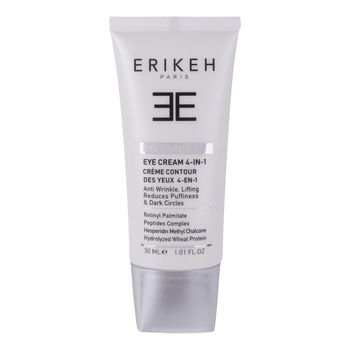 ERIKEH
PARIS
EYE CREAM 4-IN-1
CRÈME CONTOUR
DES YEUX 4-EN-1
Anti Wrinkle, Lifting
Reduces Puffiness
& Dark Circles
Retinyl Palmitate
Peptides Complex
Hesperidin Methyl Chalcone
Hydrolyzed Wheat Protein
30 ML e 1.01 FL.OZ